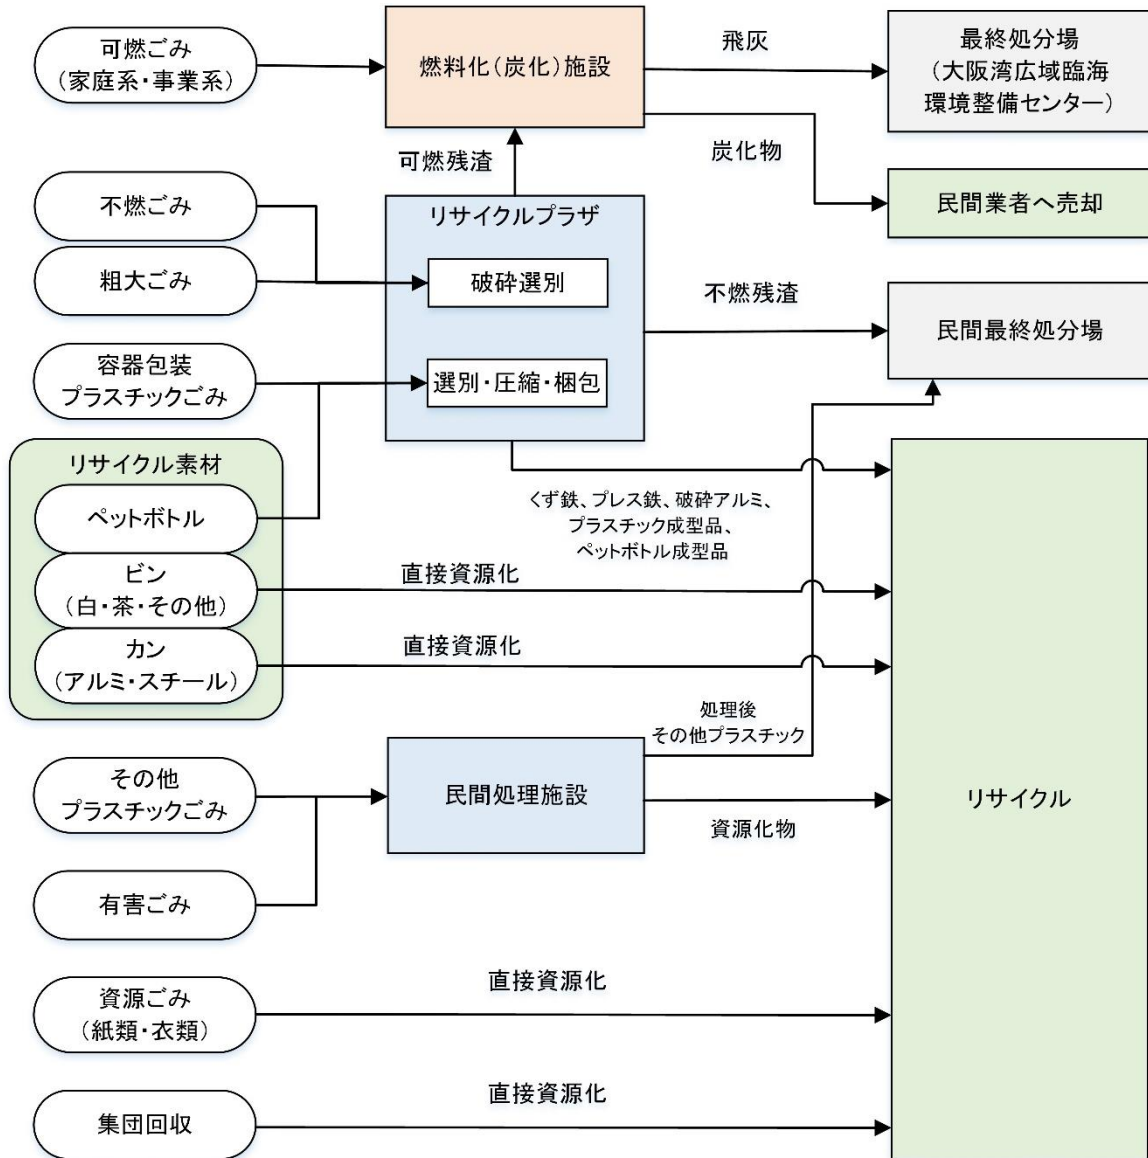 可燃ごみ
（家庭系・事業系）
燃料化（炭化）施設
飛灰
最終処分場
（大阪湾広域臨海
環境整備センター）
炭化物
可燃残渣
民間業者へ売却
不燃ごみ
リサイクルプラザ
粗大ごみ
破砕選別
不燃残渣
民間最終処分場
容器包装
プラスチックごみ
選別・圧縮・梱包
リサイクル素材
ペットボトル
くず鉄、プレス鉄、破砕アルミ、
プラスチック成型品、
ペットボトル成型品
ビン
（白・茶・その他）
直接資源化
カン
（アルミ・スチール）
直接資源化
処理後
その他プラスチック
その他
プラスチックごみ
民間処理施設
資源化物
リサイクル
有害ごみ
資源ごみ
（紙類・衣類）
直接資源化
集団回収
直接資源化